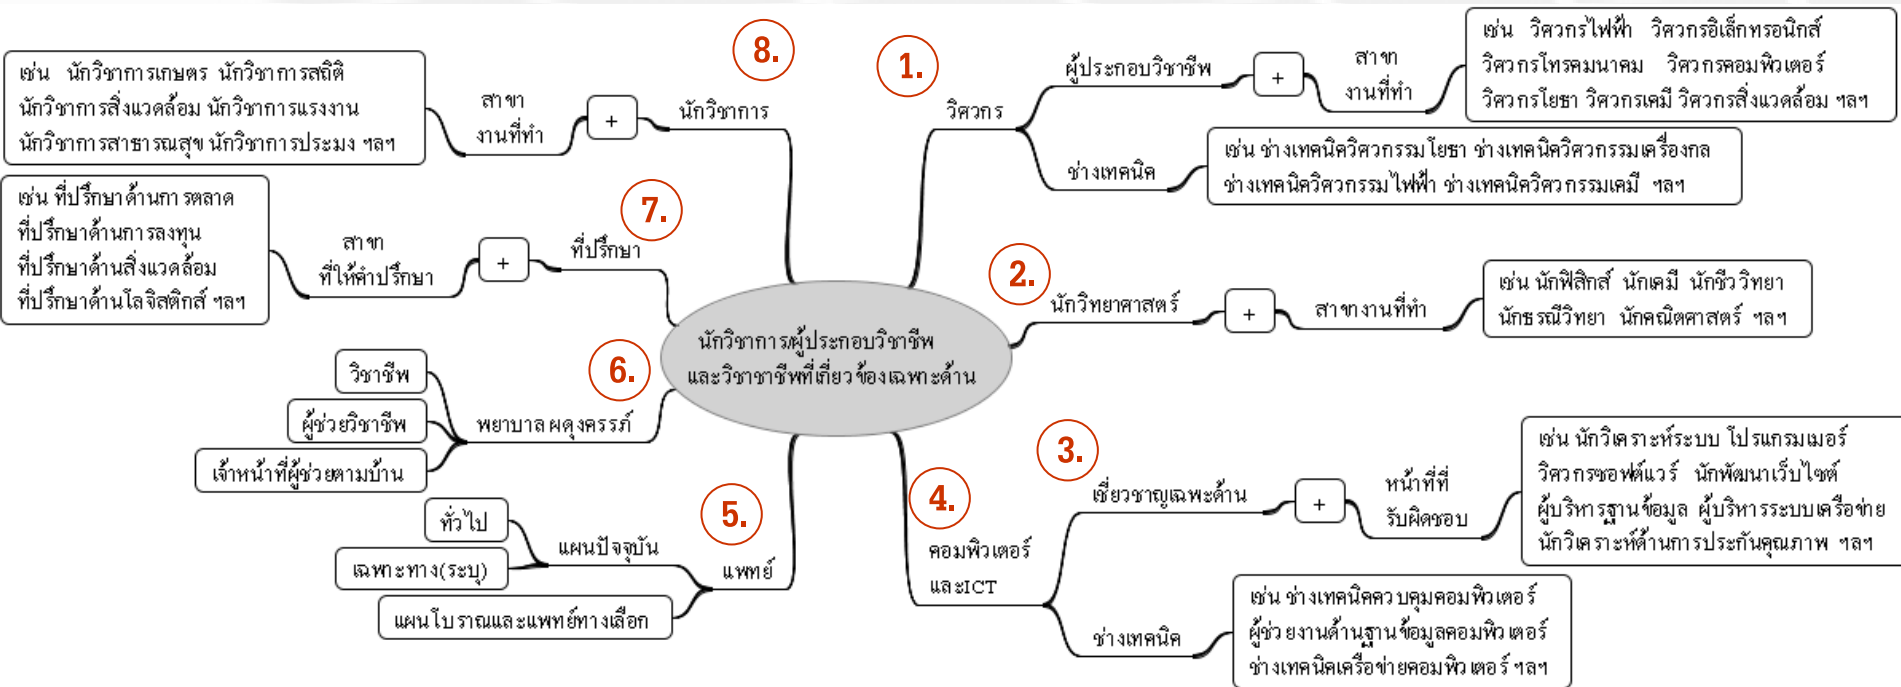 1.
วิศวกร
ผู้ประกอบวิชาชีพ
+
สาขา
งานที่ทำ
เช่น วิศวกรไฟฟ้า วิศวกรอิเล็กทรอนิกส์
วิศวกรโทรคมนาคม วิศวกรคอมพิวเตอร์
วิศวกรโยธา วิศวกรเคมี วิศวกรสิ่งแวดล้อม ฯลฯ
ช่างเทคนิค
เช่น ช่างเทคนิควิศวกรรมโยธา ช่างเทคนิควิศวกรรมเครื่องกล
ช่างเทคนิควิศวกรรมไฟฟ้า ช่างเทคนิควิศวกรรมเคมี ฯลฯ
2.
นักวิทยาศาสตร์
+
สาขางานที่ทำ
เช่น นักฟิสิกส์ นักเคมี นักชีววิทยา
นักธรณีวิทยา นักคณิตศาสตร์ ฯลฯ
นักวิชาการ/ผู้ประกอบวิชาชีพ
และวิชาชาชีพที่เกี่ยวข้องเฉพาะด้าน
3.
เชี่ยวชาญเฉพะด้าน
+
หน้าที่ที่
รับผิดชอบ
เช่น นักวิเคราะห์ระบบ โปรแกรมเมอร์
วิศวกรซอฟต์แวร์ นักพัฒนาเว็บไซต์
ผู้บริหารฐานข้อมูล ผู้บริหารระบบเครือข่าย
นักวิเคราะห์ด้านการประกันคุณภาพ ฯลฯ
4.
คอมพิวเตอร์
และICT
ช่างเทคนิค
เช่น ช่างเทคนิคควบคุมคอมพิวเตอร์
ผู้ช่วยงานด้านฐานข้อมูลคอมพิวเตอร์
ช่างเทคนิคเครือข่ายคอมพิวเตอร์ ฯลฯ
5.
แพทย์
แผนปัจจุบัน
ทั่วไป
เฉพาะทาง(ระบุ)
แผนโบราณและแพทย์ทางเลือก
6.
พยาบาล ผดุงครรภ์
วิชาชีพ
ผู้ช่วยวิชาชีพ
เจ้าหน้าที่ผู้ช่วยตามบ้าน
7.
ที่ปรึกษา
+
สาขา
ที่ให้คำปรึกษา
เช่น ที่ปรึกษาด้านการตลาด
ที่ปรึกษาด้านการลงทุน
ที่ปรึกษาด้านสิ่งแวดล้อม
ที่ปรึกษาด้านโลจิสติกส์ ฯลฯ
8.
นักวิชาการ
+
สาขา
งานที่ทำ
เช่น นักวิชาการเกษตร นักวิชาการสถิติ
นักวิชาการสิ่งแวดล้อม นักวิชาการแรงงาน
นักวิชาการสาธารณสุข นักวิชาการประมง ฯลฯ